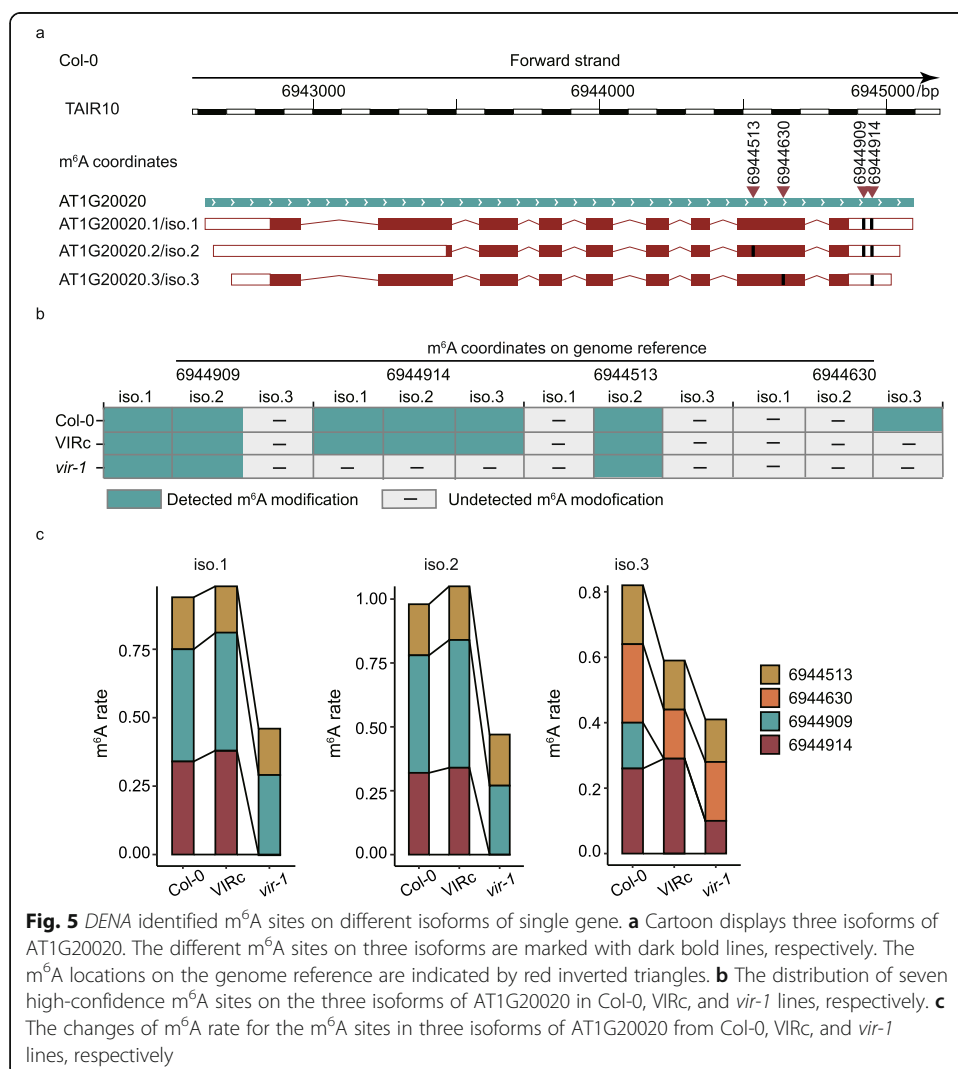 a
Col-0
Forward strand
6943000 6944000 6945000/bp
TAIR10
6944513 6944630 6944909 6944914
m⁶A coordinates
AT1G20020
AT1G20020.1/iso.1
AT1G20020.2/iso.2
AT1G20020.3/iso.3
b
m⁶A coordinates on genome reference
6944909 6944914 6944513 6944630
iso.1 iso.2 iso.3 iso.1 iso.2 iso.3 iso.1 iso.2 iso.3 iso.1 iso.2 iso.3
Col-0 – – – – –
VIRc – – – – – –
vir-1 – – – – – – – – –
Detected m⁶A modification – Undetected m⁶A modofication
c
iso.1 iso.2 iso.3
m⁶A rate
0.75
0.50
0.25
0.00
Col-0 VIRc vir-1
m⁶A rate
1.00
0.75
0.50
0.25
0.00
Col-0 VIRc vir-1
m⁶A rate
0.8
0.6
0.4
0.2
0.0
Col-0 VIRc vir-1
6944513
6944630
6944909
6944914
Fig. 5 DENA identified m⁶A sites on different isoforms of single gene. a Cartoon displays three isoforms of
AT1G20020. The different m⁶A sites on three isoforms are marked with dark bold lines, respectively. The
m⁶A locations on the genome reference are indicated by red inverted triangles. b The distribution of seven
high-confidence m⁶A sites on the three isoforms of AT1G20020 in Col-0, VIRc, and vir-1 lines, respectively. c
The changes of m⁶A rate for the m⁶A sites in three isoforms of AT1G20020 from Col-0, VIRc, and vir-1
lines, respectively